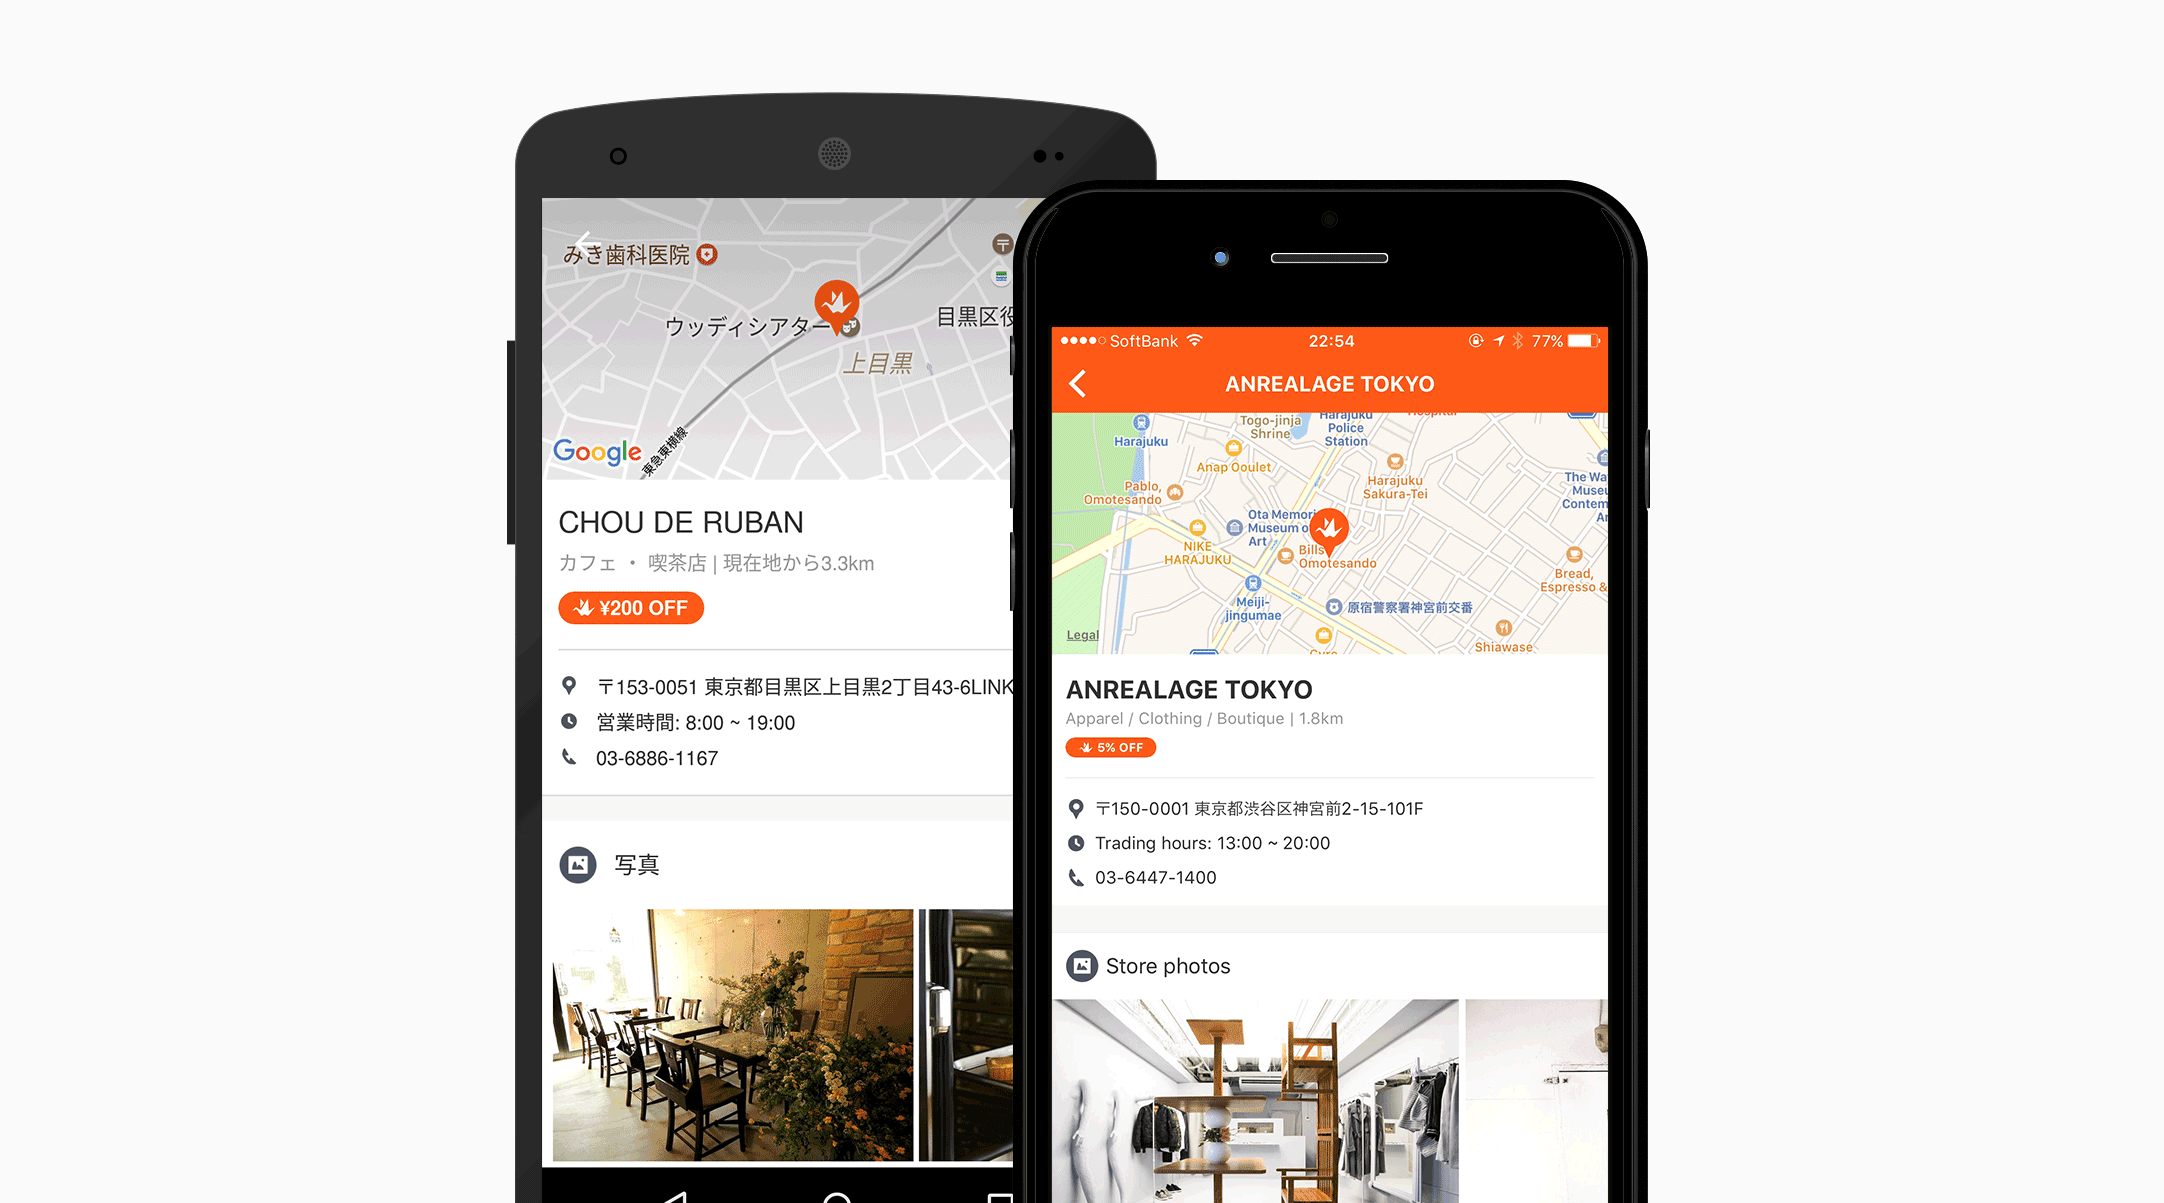 みき歯科医院
ウッディシアター
目黒区役
上目黒
Google
東急東横線
CHOU DE RUBAN
カフェ ・ 喫茶店 | 現在地から3.3km
¥200 OFF
〒153-0051 東京都目黒区上目黒2丁目43-6LINK
営業時間: 8:00 ~ 19:00
03-6886-1167
写真
SoftBank 22:54 77%
ANREALAGE TOKYO
Harajuku
Togo-jinja
Shrine
Harajuku
Police
Station
Hospital
Anap Ooulet
Pablo,
Omotesando
Harajuku
Sakura-Tei
The Wa
Museu
Contem
Ar
Ota Memori
Museum o
Art
NIKE
HARAJUKU
Bills
Omotesando
Bread,
Espresso &
Meiji-
jingumae
原宿警察署神宮前交番
Legal
Gyre
Shiawase
ANREALAGE TOKYO
Apparel / Clothing / Boutique | 1.8km
5% OFF
〒150-0001 東京都渋谷区神宮前2-15-101F
Trading hours: 13:00 ~ 20:00
03-6447-1400
Store photos